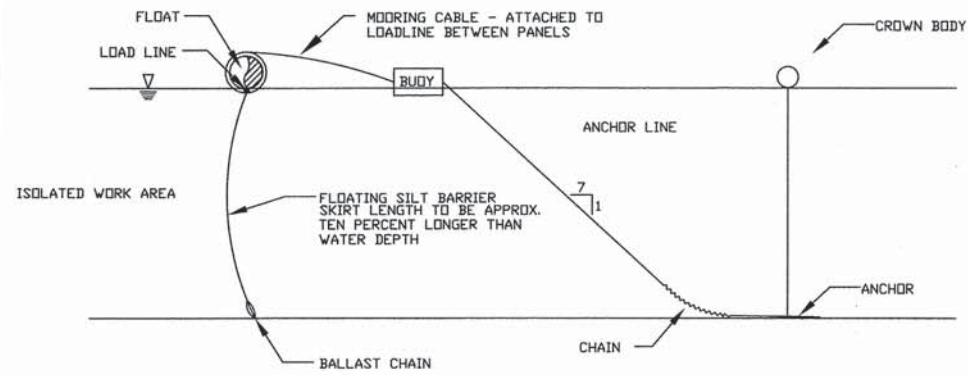 FLOAT
MOORING CABLE - ATTACHED TO
LOADLINE BETWEEN PANELS
CROWN BODY
LOAD LINE
BUOY
ANCHOR LINE
7
1
ISOLATED WORK AREA
FLOATING SILT BARRIER
SKIRT LENGTH TO BE APPROX.
TEN PERCENT LONGER THAN
WATER DEPTH
ANCHOR
CHAIN
BALLAST CHAIN